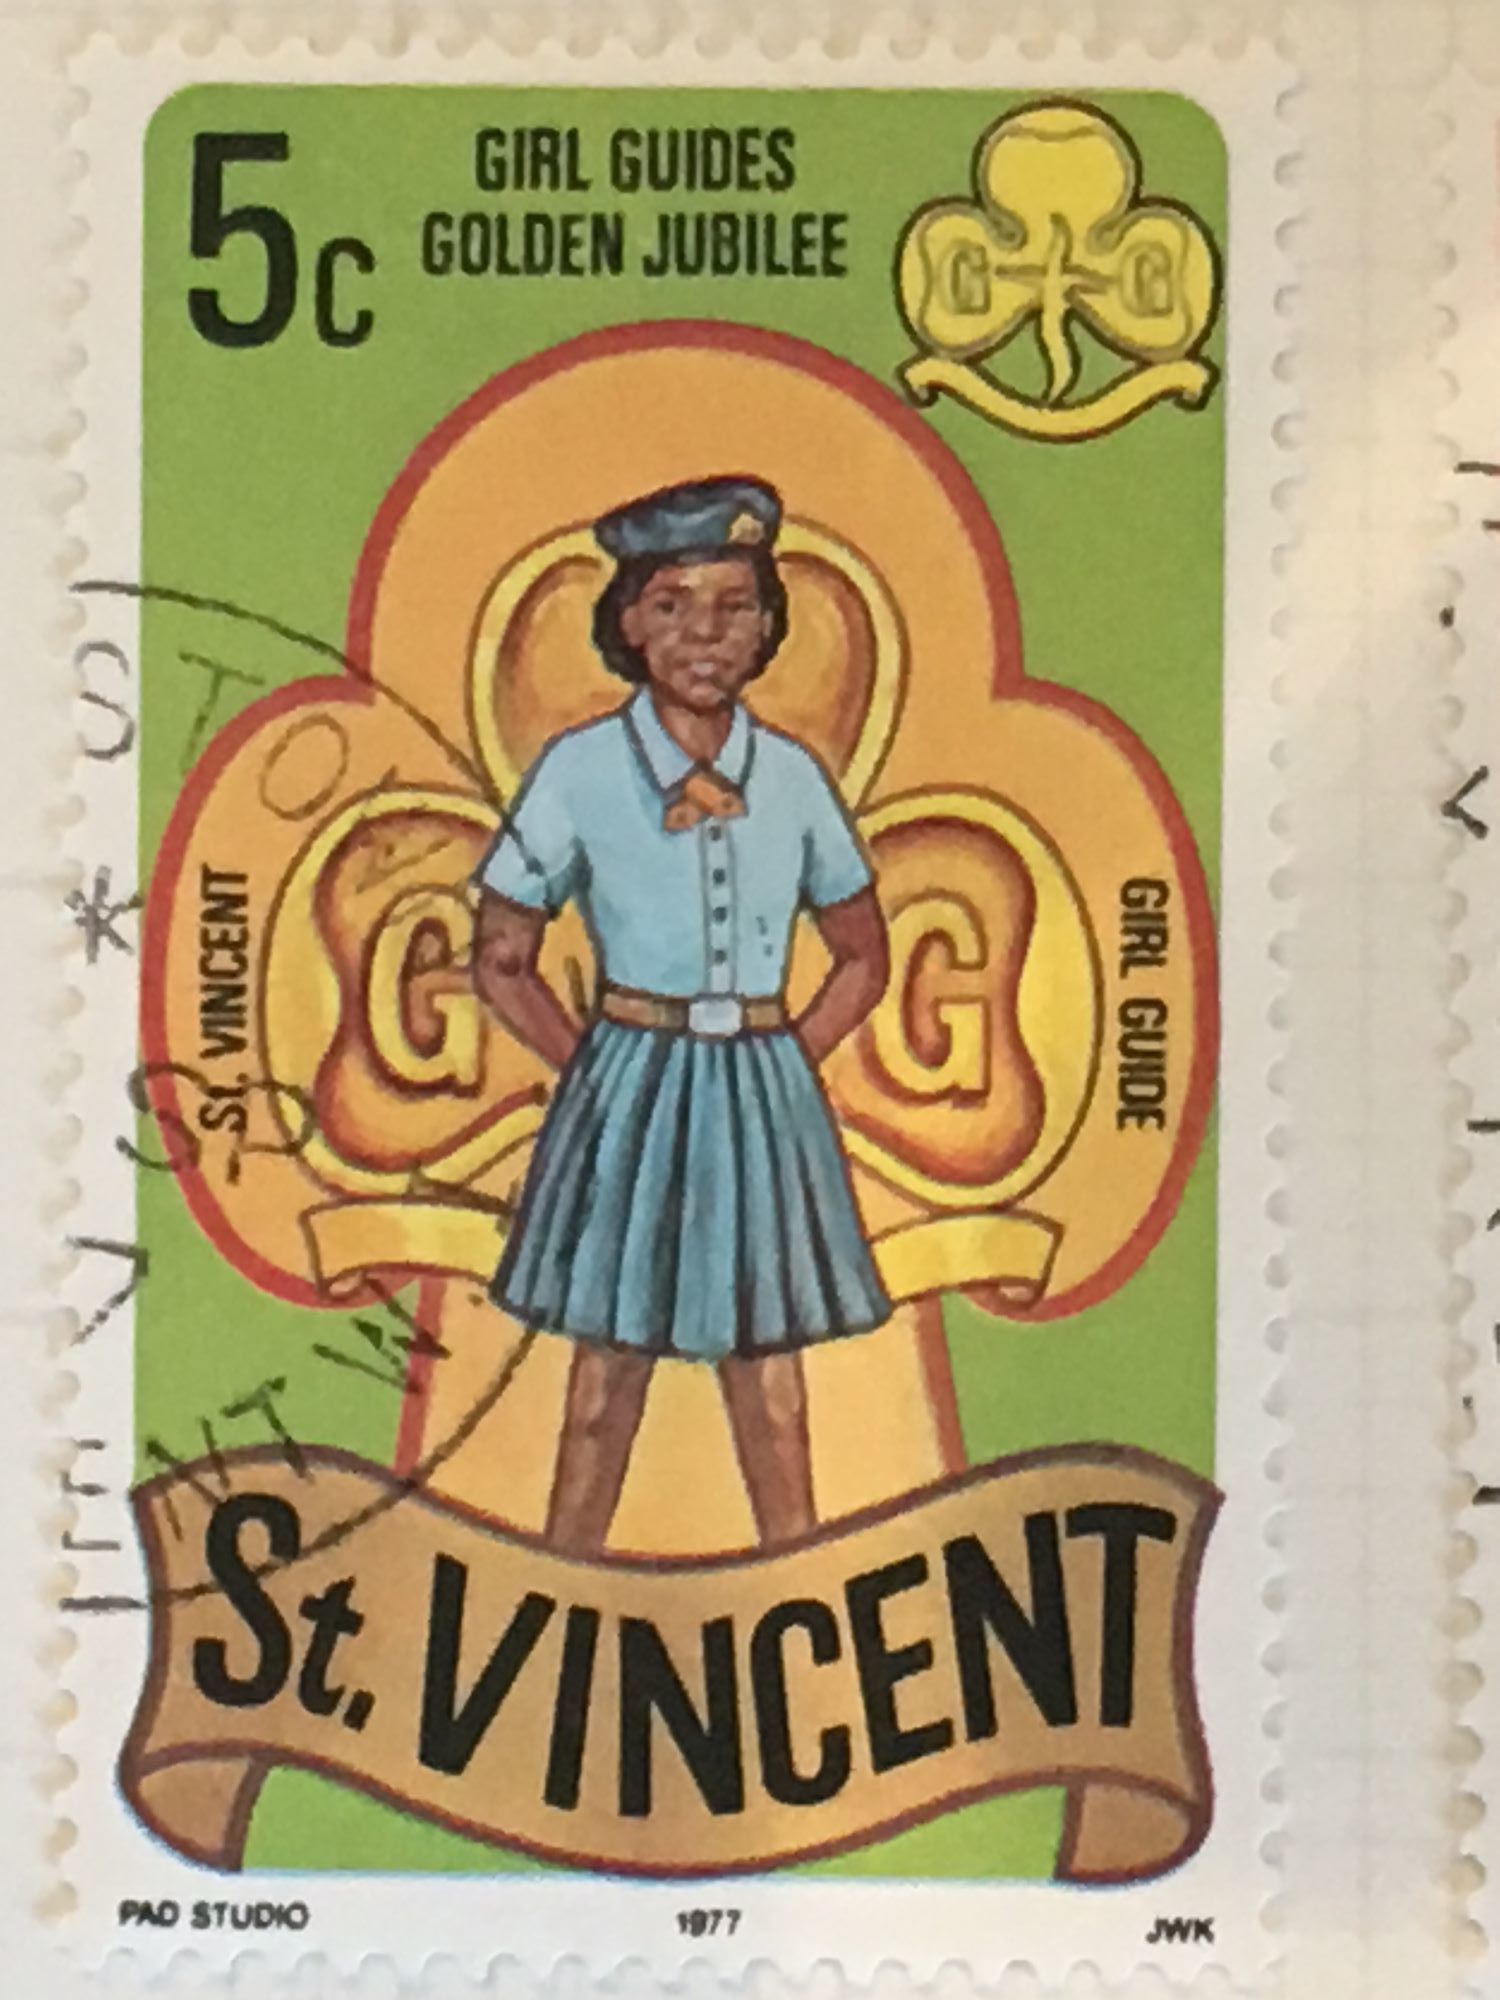 5c
GIRL GUIDES
GOLDEN JUBILEE
G G
St. VINCENT
G G
GIRL GUIDE
St. VINCENT
PAD STUDIO 1977 JWK